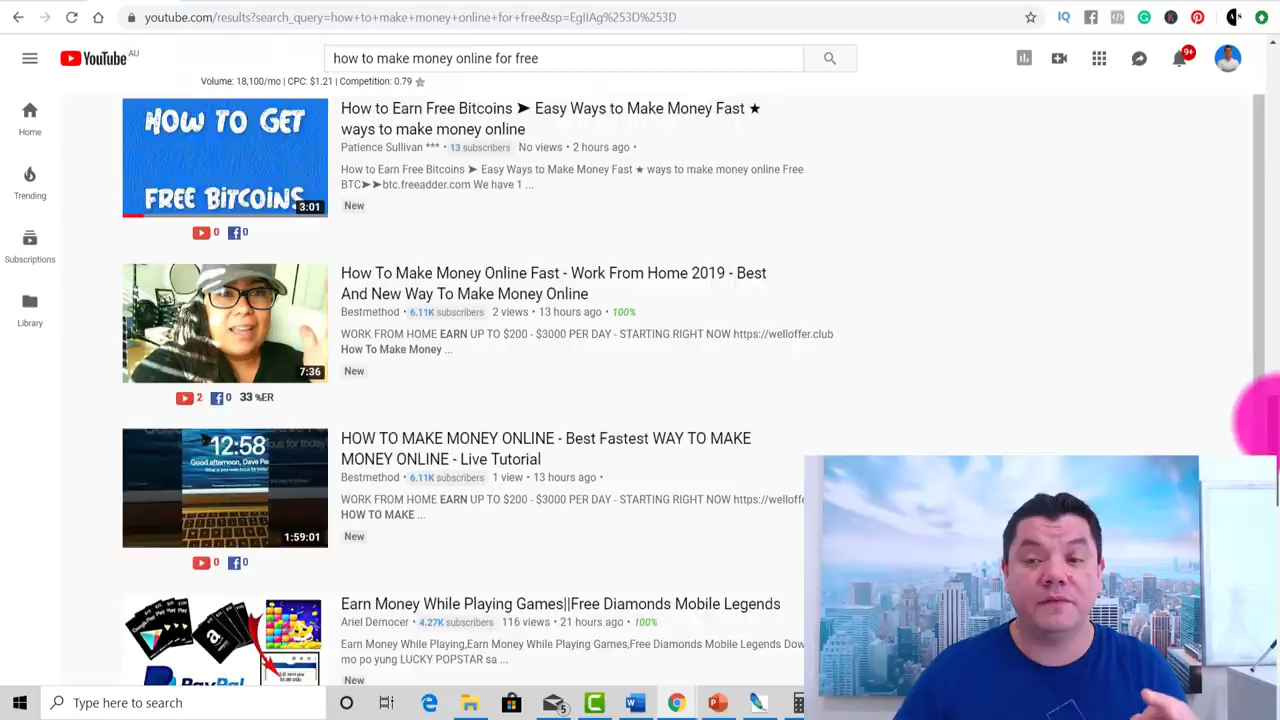 youtube.com/results?search_query=how+to+make+money+online+for+free&sp=EgIIAg%253D%253D
YouTube AU
how to make money online for free
9+
Volume: 18,100/mo | CPC: $1.21 | Competition: 0.79
Home
Trending
Subscriptions
Library
HOW TO GET
FREE BITCOINS
3:01
0 0
How to Earn Free Bitcoins ➤ Easy Ways to Make Money Fast ★
ways to make money online
Patience Sullivan *** • 13 subscribers No views • 2 hours ago •
How to Earn Free Bitcoins ➤ Easy Ways to Make Money Fast ★ ways to make money online Free
BTC➤➤btc.freeadder.com We have 1 ...
New
7:36
2 0 33 %ER
How To Make Money Online Fast - Work From Home 2019 - Best
And New Way To Make Money Online
Bestmethod • 6.11K subscribers 2 views • 13 hours ago • 100%
WORK FROM HOME EARN UP TO $200 - $3000 PER DAY - STARTING RIGHT NOW https://welloffer.club
How To Make Money ...
New
12:58
Good afternoon, Dave Pa
1:59:01
0 0
HOW TO MAKE MONEY ONLINE - Best Fastest WAY TO MAKE
MONEY ONLINE - Live Tutorial
Bestmethod • 6.11K subscribers 1 view • 13 hours ago •
WORK FROM HOME EARN UP TO $200 - $3000 PER DAY - STARTING RIGHT NOW https://welloffe
HOW TO MAKE ...
New
PayPal
Earn Money While Playing Games||Free Diamonds Mobile Legends
Ariel Democer • 4.27K subscribers 116 views • 21 hours ago • 100%
Earn Money While Playing,Earn Money While Playing Games,Free Diamonds Mobile Legends Dow
mo po yung LUCKY POPSTAR sa ...
New
Type here to search
5